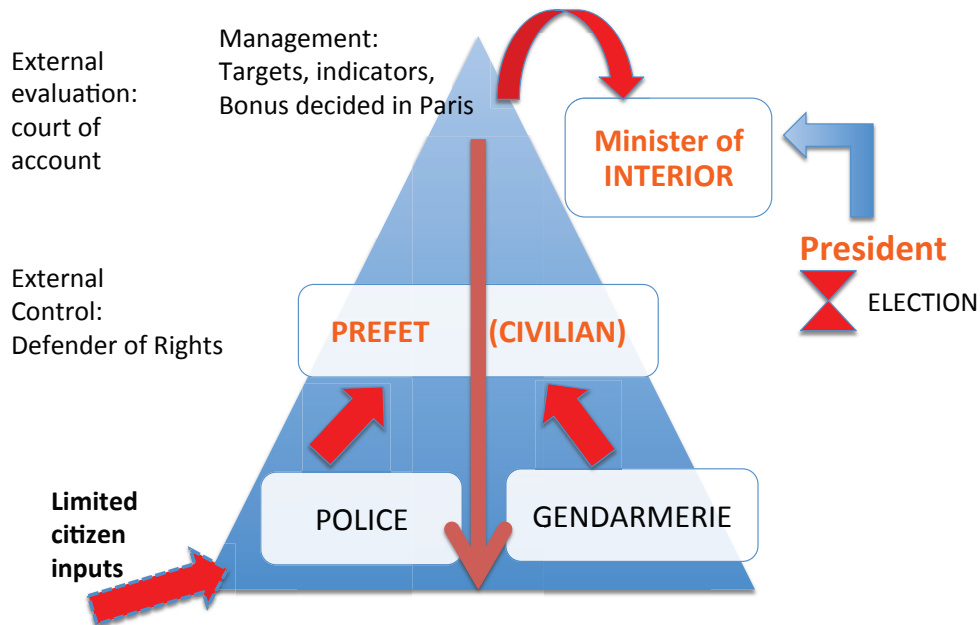 External
evaluation:
court of
account
Management:
Targets, indicators,
Bonus decided in Paris
Minister of
INTERIOR
President
ELECTION
External
Control:
Defender of Rights
PREFET (CIVILIAN)
POLICE
GENDARMERIE
Limited
citizen
inputs